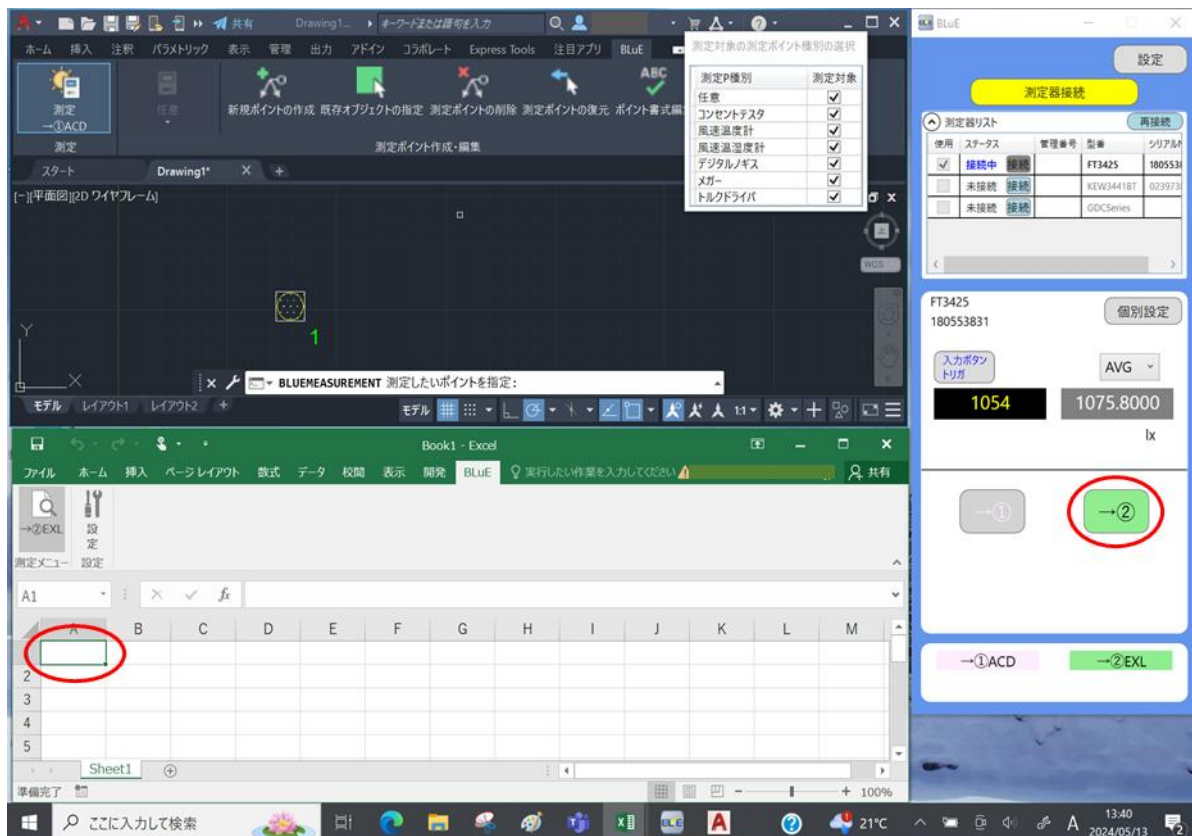 共有
Drawing1...
キーワードまたは語句を入力
ホーム 挿入 注釈 パラメトリック 表示 管理 出力 アドイン コラボレート Express Tools 注目アプリ BLuE
測定
→①ACD
任意
新規ポイントの作成 既存オブジェクトの指定 測定ポイントの削除 測定ポイントの復元 ポイント書式編
ABC
測定
測定ポイント作成・編集
スタート Drawing1* +
[−][平面図][2D ワイヤフレーム]
上
WCS
1
Y
X
BLUEMEASUREMENT 測定したいポイントを指定:
モデル レイアウト1 レイアウト2 +
モデル 1:1
測定対象の測定ポイント種別の選択
測定P種別 測定対象
任意
コンセントテスタ
風速温度計
風速温湿度計
デジタルノギス
メガー
トルクドライバ
Book1 - Excel
ファイル ホーム 挿入 ページ レイアウト 数式 データ 校閲 表示 開発 BLuE 実行したい作業を入力してください 共有
→②EXL
設定
測定メニュー 設定
A1 fx
A B C D E F G H I J K L M
2
3
4
5
Sheet1
準備完了 100%
BLuE
設定
測定器接続
測定器リスト 再接続
使用 ステータス 管理番号 型番 シリアルN
接続中 接続 FT3425 1805538
未接続 接続 KEW3441BT 023973
未接続 接続 GDCSeries
FT3425
180553831
個別設定
入力ボタン
トリガ
AVG
1054 1075.8000
lx
→① →②
→①ACD →②EXL
ここに入力して検索
21℃
A
13:40
2024/05/13